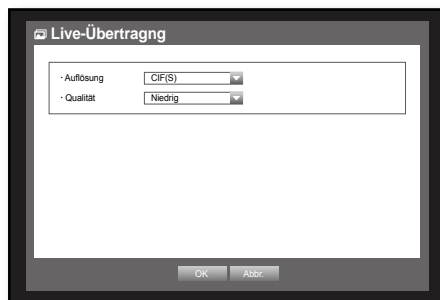 Live-Übertragng
· Auflösung CIF(S)
· Qualität Niedrig
OK Abbr.